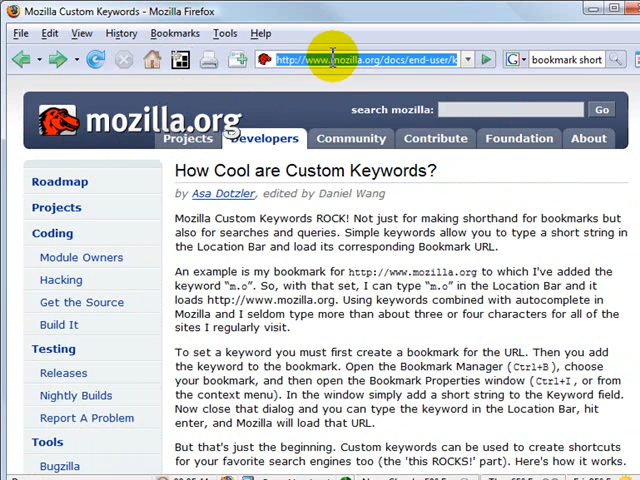 Mozilla Custom Keywords - Mozilla Firefox
File Edit View History Bookmarks Tools Help
http://www.mozilla.org/docs/end-user/k
bookmark short
mozilla.org
search mozilla: Go
Projects Developers Community Contribute Foundation About
Roadmap
Projects
Coding
Module Owners
Hacking
Get the Source
Build It
Testing
Releases
Nightly Builds
Report A Problem
Tools
Bugzilla
How Cool are Custom Keywords?
by Asa Dotzler, edited by Daniel Wang
Mozilla Custom Keywords ROCK! Not just for making shorthand for bookmarks but
also for searches and queries. Simple keywords allow you to type a short string in
the Location Bar and load its corresponding Bookmark URL.
An example is my bookmark for http://www.mozilla.org to which I've added the
keyword “m.o”. So, with that set, I can type “m.o” in the Location Bar and it
loads http://www.mozilla.org. Using keywords combined with autocomplete in
Mozilla and I seldom type more than about three or four characters for all of the
sites I regularly visit.
To set a keyword you must first create a bookmark for the URL. Then you add
the keyword to the bookmark. Open the Bookmark Manager (Ctrl+B), choose
your bookmark, and then open the Bookmark Properties window (Ctrl+I, or from
the context menu). In the window simply add a short string to the Keyword field.
Now close that dialog and you can type the keyword in the Location Bar, hit
enter, and Mozilla will load that URL.
But that's just the beginning. Custom keywords can be used to create shortcuts
for your favorite search engines too (the 'this ROCKS!' part). Here's how it works.